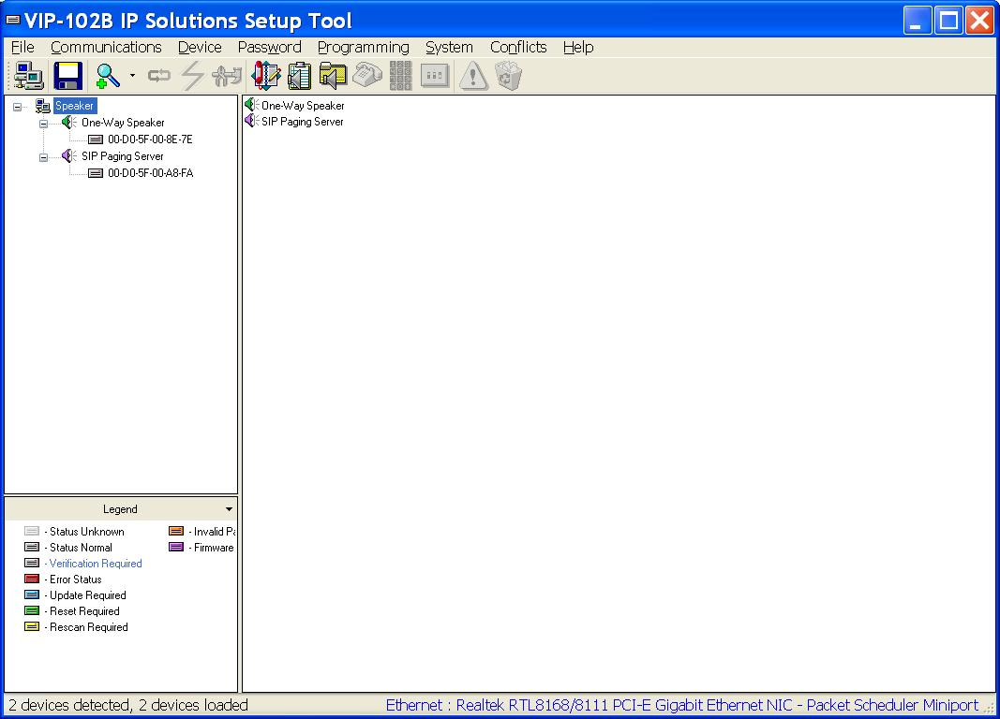 VIP-102B IP Solutions Setup Tool
File Communications Device Password Programming System Conflicts Help
Speaker
One-Way Speaker
00-D0-5F-00-8E-7E
SIP Paging Server
00-D0-5F-00-A8-FA
One-Way Speaker
SIP Paging Server
Legend
- Status Unknown
- Status Normal
- Verification Required
- Error Status
- Update Required
- Reset Required
- Rescan Required
- Invalid Pa
- Firmware
2 devices detected, 2 devices loaded
Ethernet : Realtek RTL8168/8111 PCI-E Gigabit Ethernet NIC - Packet Scheduler Miniport